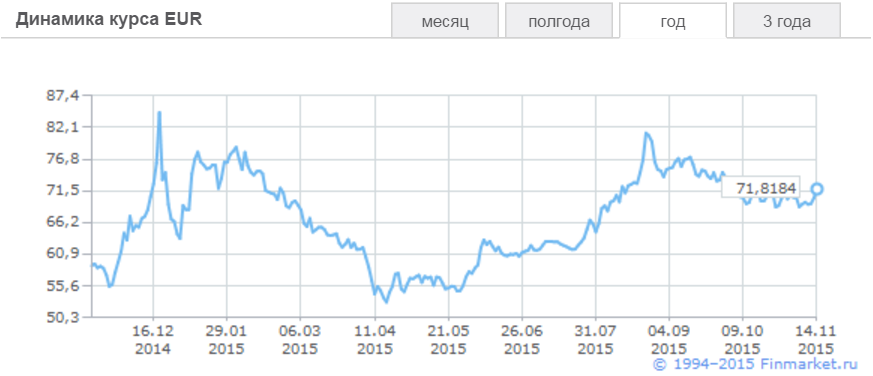 Динамика курса EUR
месяц
полгода
год
3 года
87,4
82,1
76,8
71,5
66,2
60,9
55,6
50,3
71,8184
16.12 29.01 06.03 11.04 21.05 26.06 31.07 04.09 09.10 14.11
2014 2015 2015 2015 2015 2015 2015 2015 2015 2015
© 1994-2015 Finmarket.ru